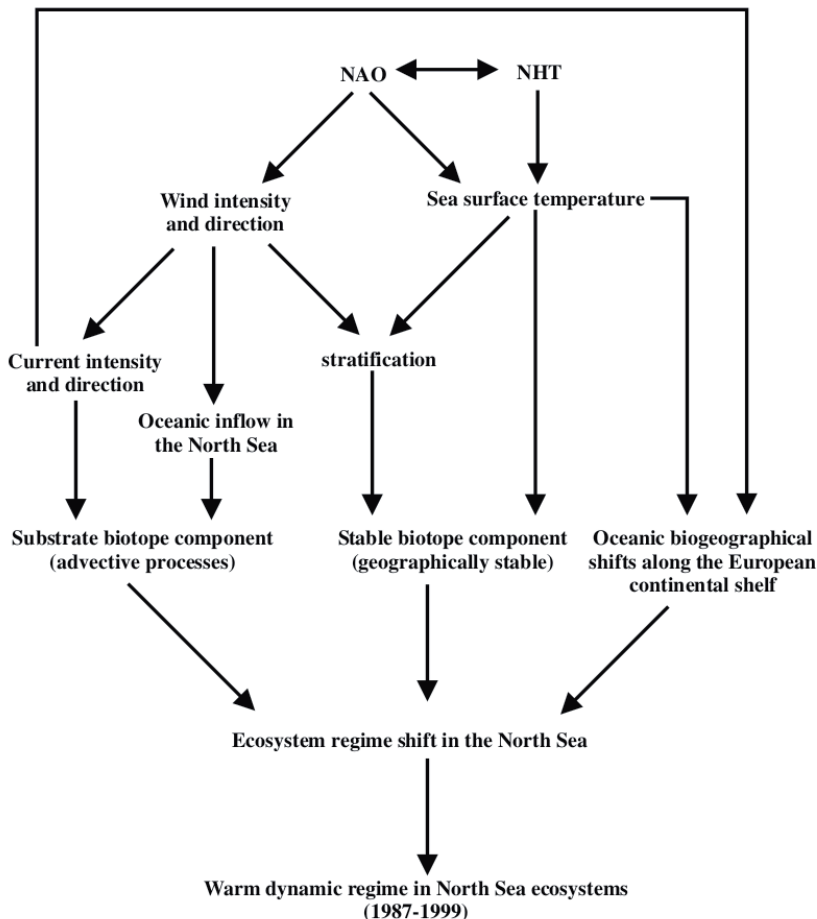 NAO
NHT
Wind intensity
and direction
Sea surface temperature
Current intensity
and direction
stratification
Oceanic inflow in
the North Sea
Substrate biotope component
(advective processes)
Stable biotope component
(geographically stable)
Oceanic biogeographical
shifts along the European
continental shelf
Ecosystem regime shift in the North Sea
Warm dynamic regime in North Sea ecosystems
(1987-1999)